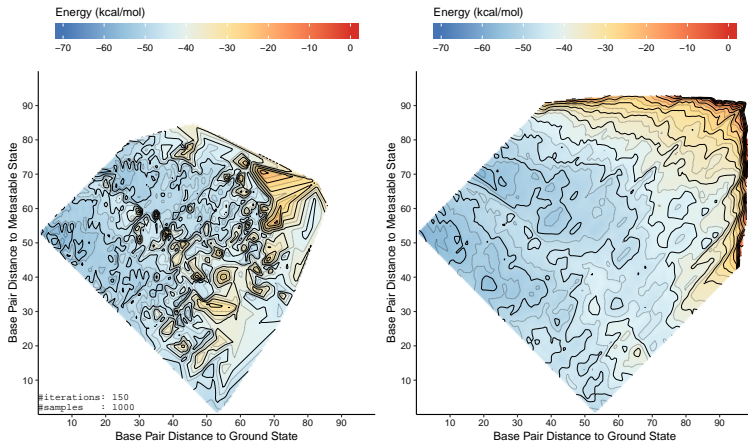 Energy (kcal/mol)
−70 −60 −50 −40 −30 −20 −10 0
Base Pair Distance to Metastable State
90
80
70
60
50
40
30
20
10
#iterations: 150
#samples : 1000
10 20 30 40 50 60 70 80 90
Base Pair Distance to Ground State
Energy (kcal/mol)
−70 −60 −50 −40 −30 −20 −10 0
Base Pair Distance to Metastable State
90
80
70
60
50
40
30
20
10
10 20 30 40 50 60 70 80 90
Base Pair Distance to Ground State